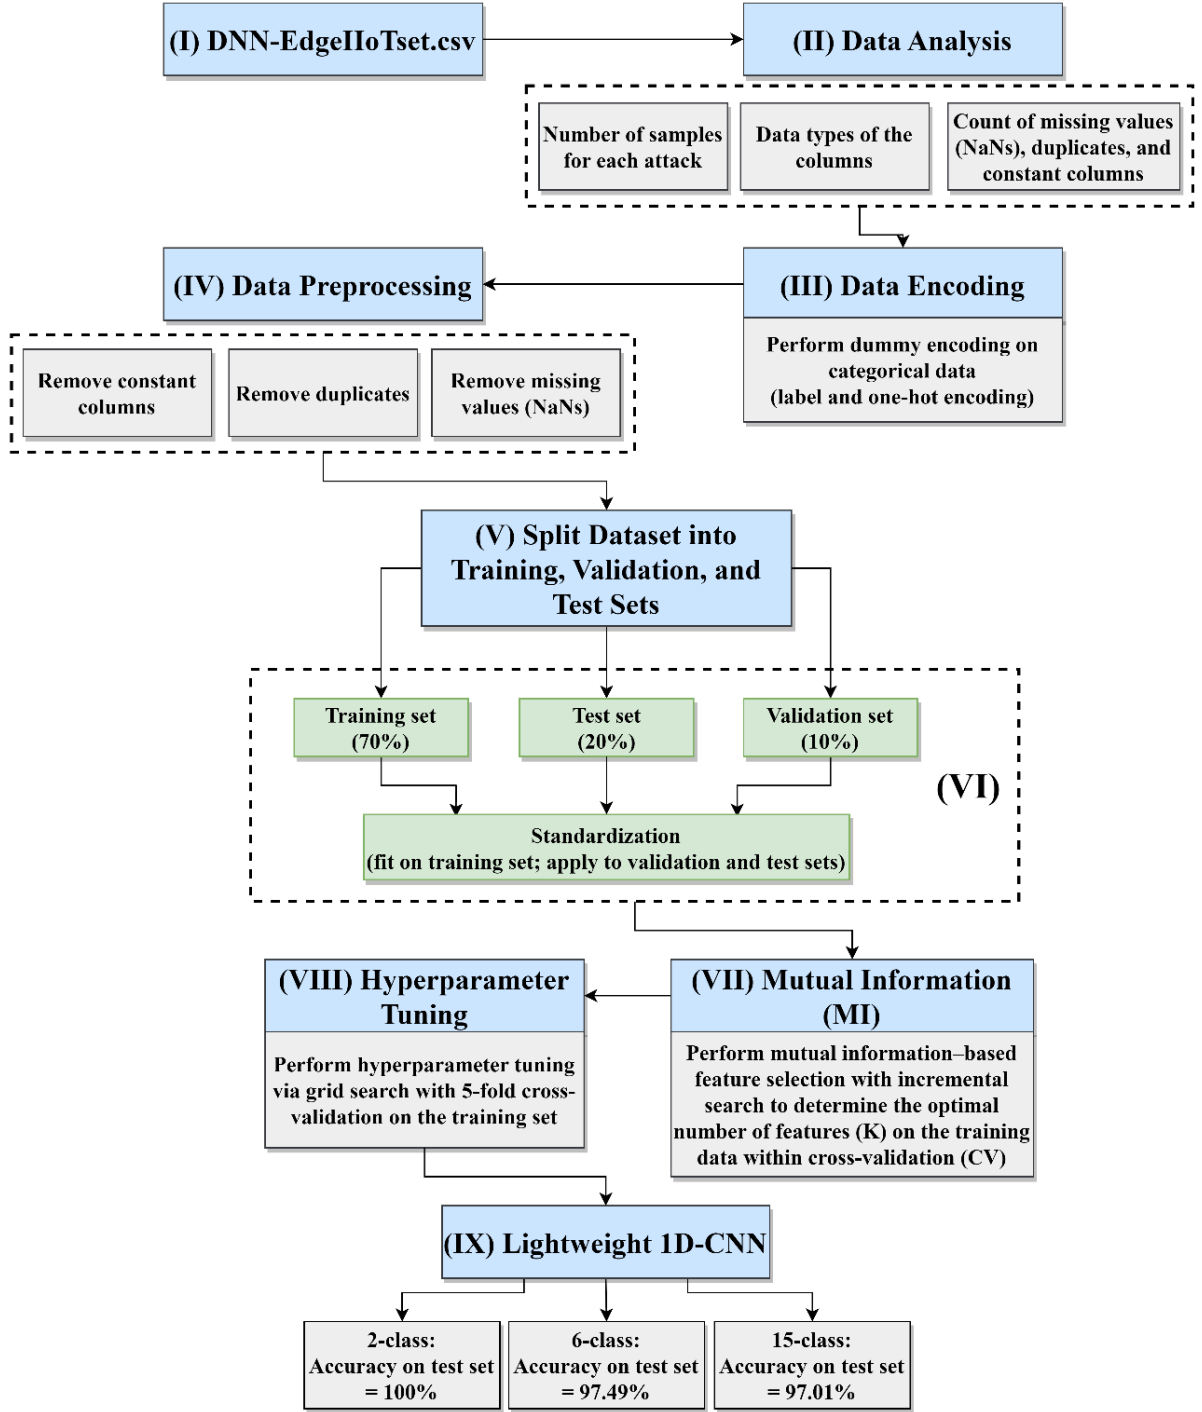 (I) DNN-EdgeIIoTset.csv
(II) Data Analysis
Number of samples
for each attack
Data types of the
columns
Count of missing values
(NaNs), duplicates, and
constant columns
(III) Data Encoding
Perform dummy encoding on
categorical data
(label and one-hot encoding)
(IV) Data Preprocessing
Remove constant
columns
Remove duplicates
Remove missing
values (NaNs)
(V) Split Dataset into
Training, Validation, and
Test Sets
Training set
(70%)
Test set
(20%)
Validation set
(10%)
(VI)
Standardization
(fit on training set; apply to validation and test sets)
(VII) Mutual Information
(MI)
Perform mutual information–based
feature selection with incremental
search to determine the optimal
number of features (K) on the training
data within cross-validation (CV)
(VIII) Hyperparameter
Tuning
Perform hyperparameter tuning
via grid search with 5-fold cross-
validation on the training set
(IX) Lightweight 1D-CNN
2-class:
Accuracy on test set
= 100%
6-class:
Accuracy on test set
= 97.49%
15-class:
Accuracy on test set
= 97.01%